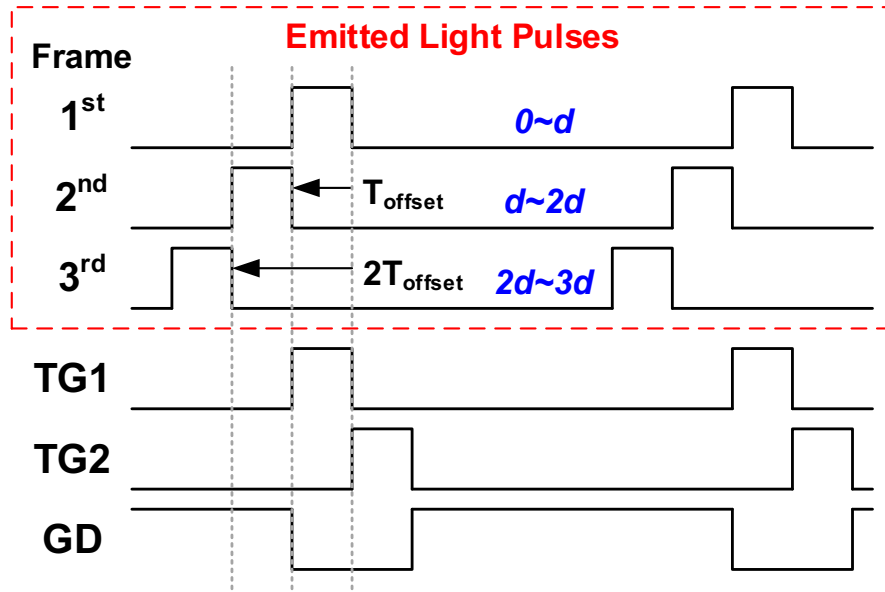 Emitted Light Pulses
Frame
1st
0~d
2nd
Toffset
d~2d
3rd
2Toffset
2d~3d
TG1
TG2
GD